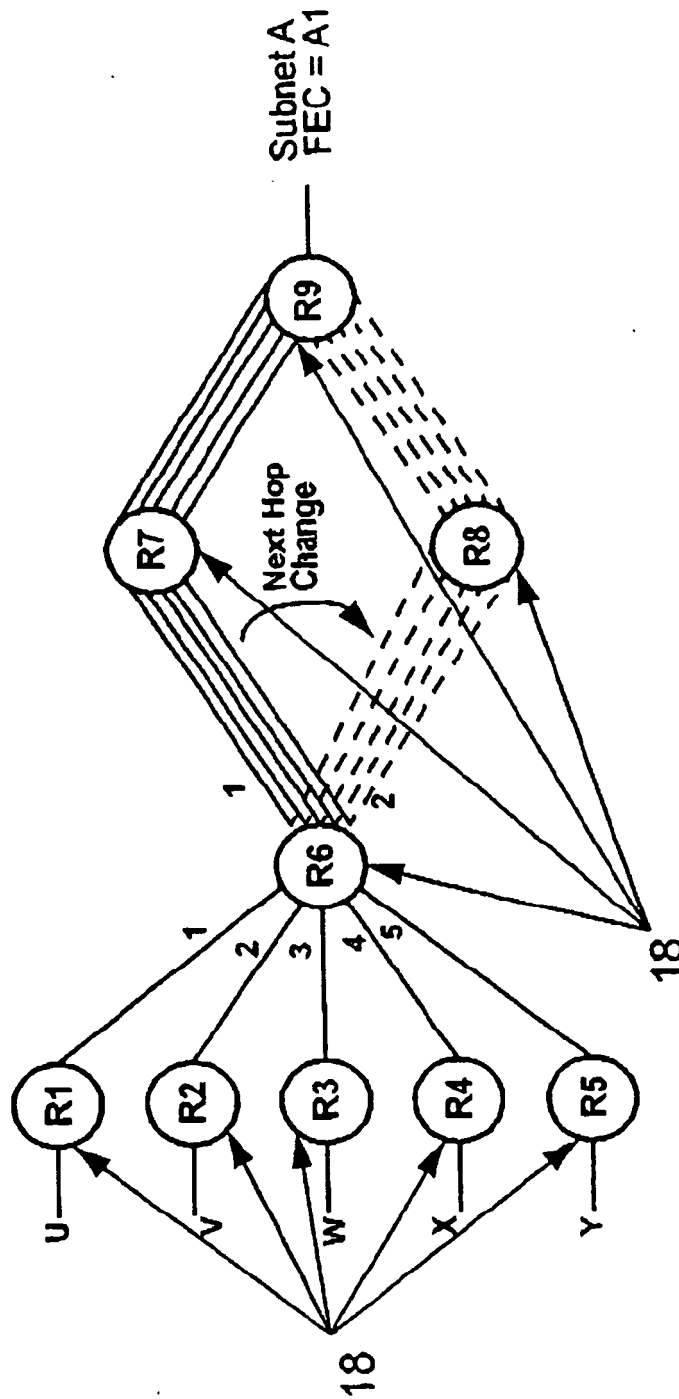 U
V
W
X
Y
R1
R2
R3
R4
R5
18
1
2
3
4
5
R6
1
2
R7
Next Hop
Change
R8
R9
Subnet A
FEC = A1
18